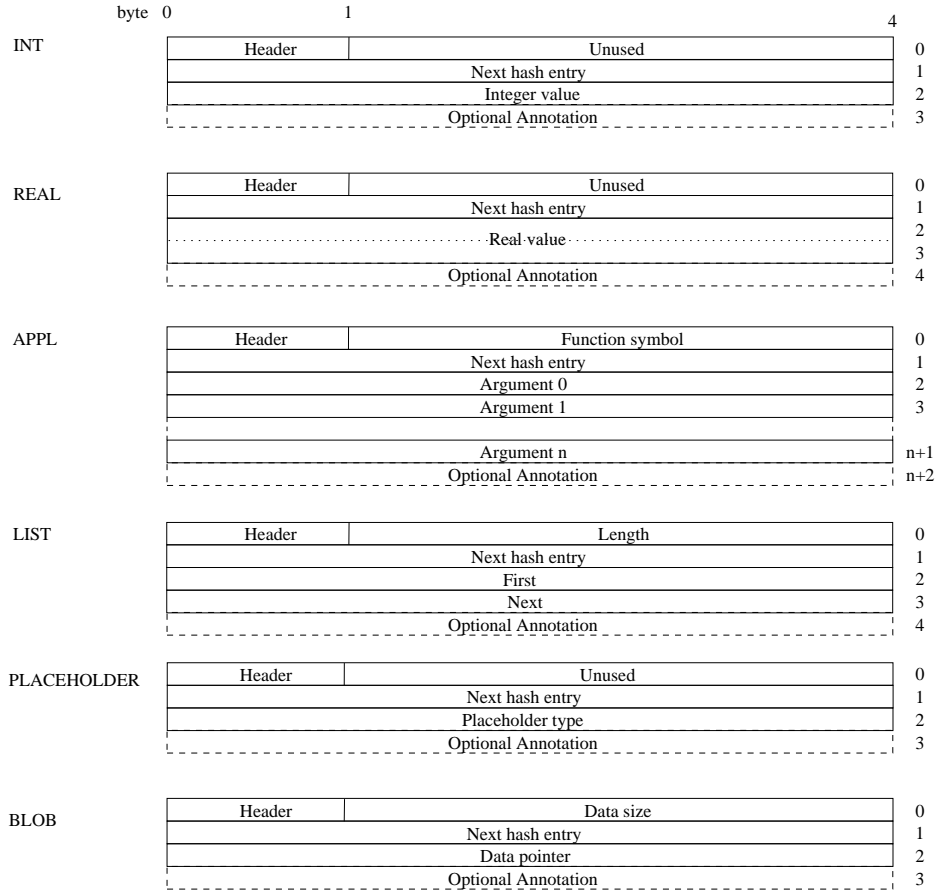 byte 0 1 4
INT
Header Unused 0
Next hash entry 1
Integer value 2
Optional Annotation 3
REAL
Header Unused 0
Next hash entry 1
2
Real value
3
Optional Annotation 4
APPL
Header Function symbol 0
Next hash entry 1
Argument 0 2
Argument 1 3
Argument n n+1
Optional Annotation n+2
LIST
Header Length 0
Next hash entry 1
First 2
Next 3
Optional Annotation 4
PLACEHOLDER
Header Unused 0
Next hash entry 1
Placeholder type 2
Optional Annotation 3
BLOB
Header Data size 0
Next hash entry 1
Data pointer 2
Optional Annotation 3